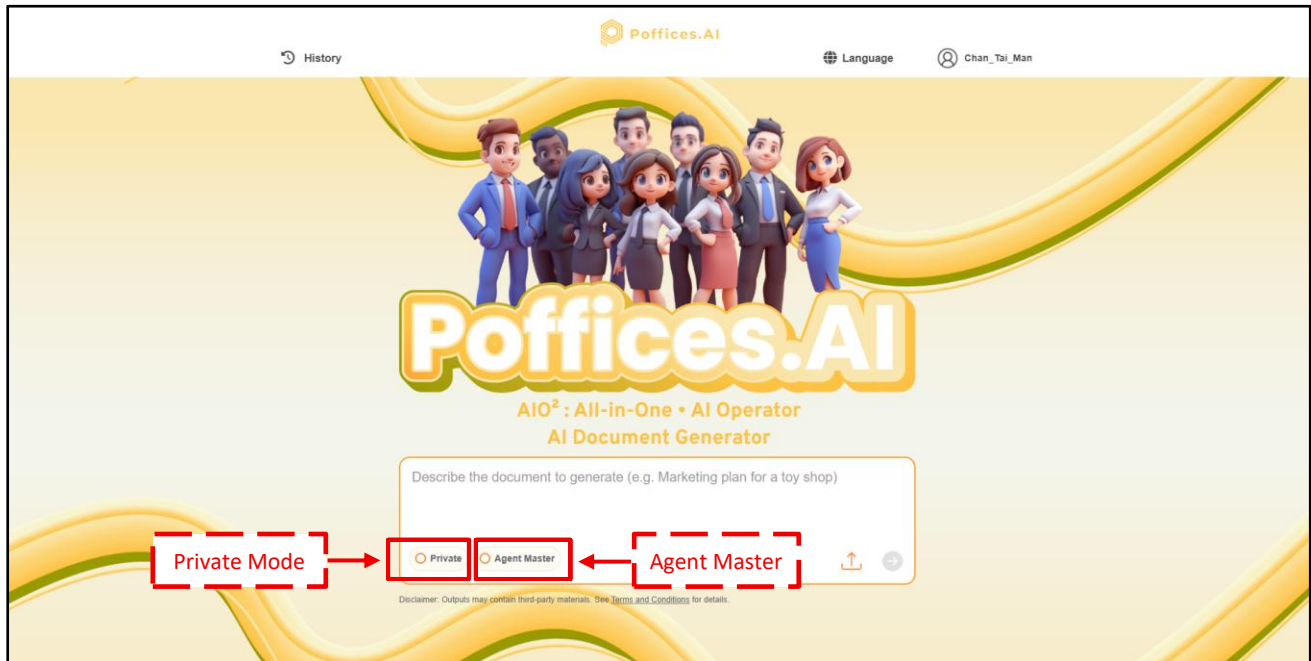 Poffices.AI
History
Language
Chan_Tai_Man
Poffices.AI
AIO² : All-in-One • AI Operator
AI Document Generator
Describe the document to generate (e.g. Marketing plan for a toy shop)
Private Mode
Private
Agent Master
Agent Master
Disclaimer: Outputs may contain third-party materials. See Terms and Conditions for details.